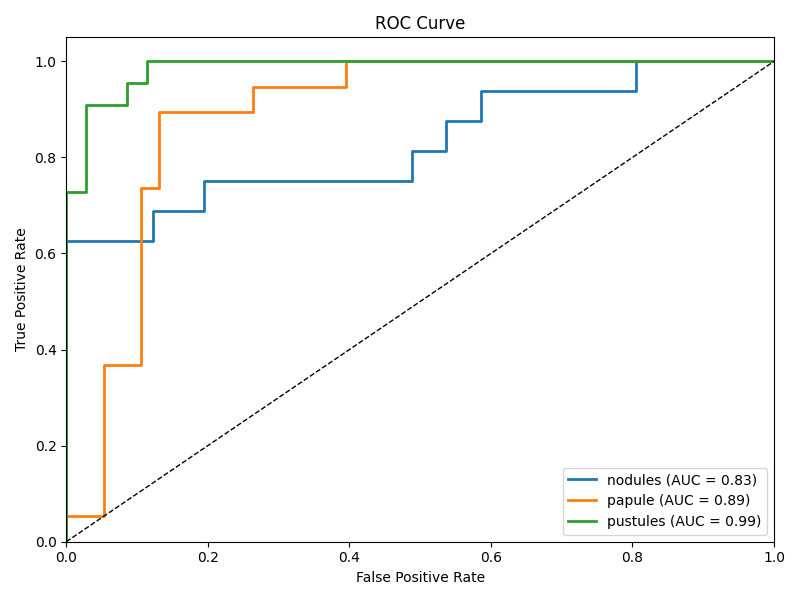 ROC Curve
True Positive Rate
1.0
0.8
0.6
0.4
0.2
0.0
0.0 0.2 0.4 0.6 0.8 1.0
False Positive Rate
nodules (AUC = 0.83)
papule (AUC = 0.89)
pustules (AUC = 0.99)